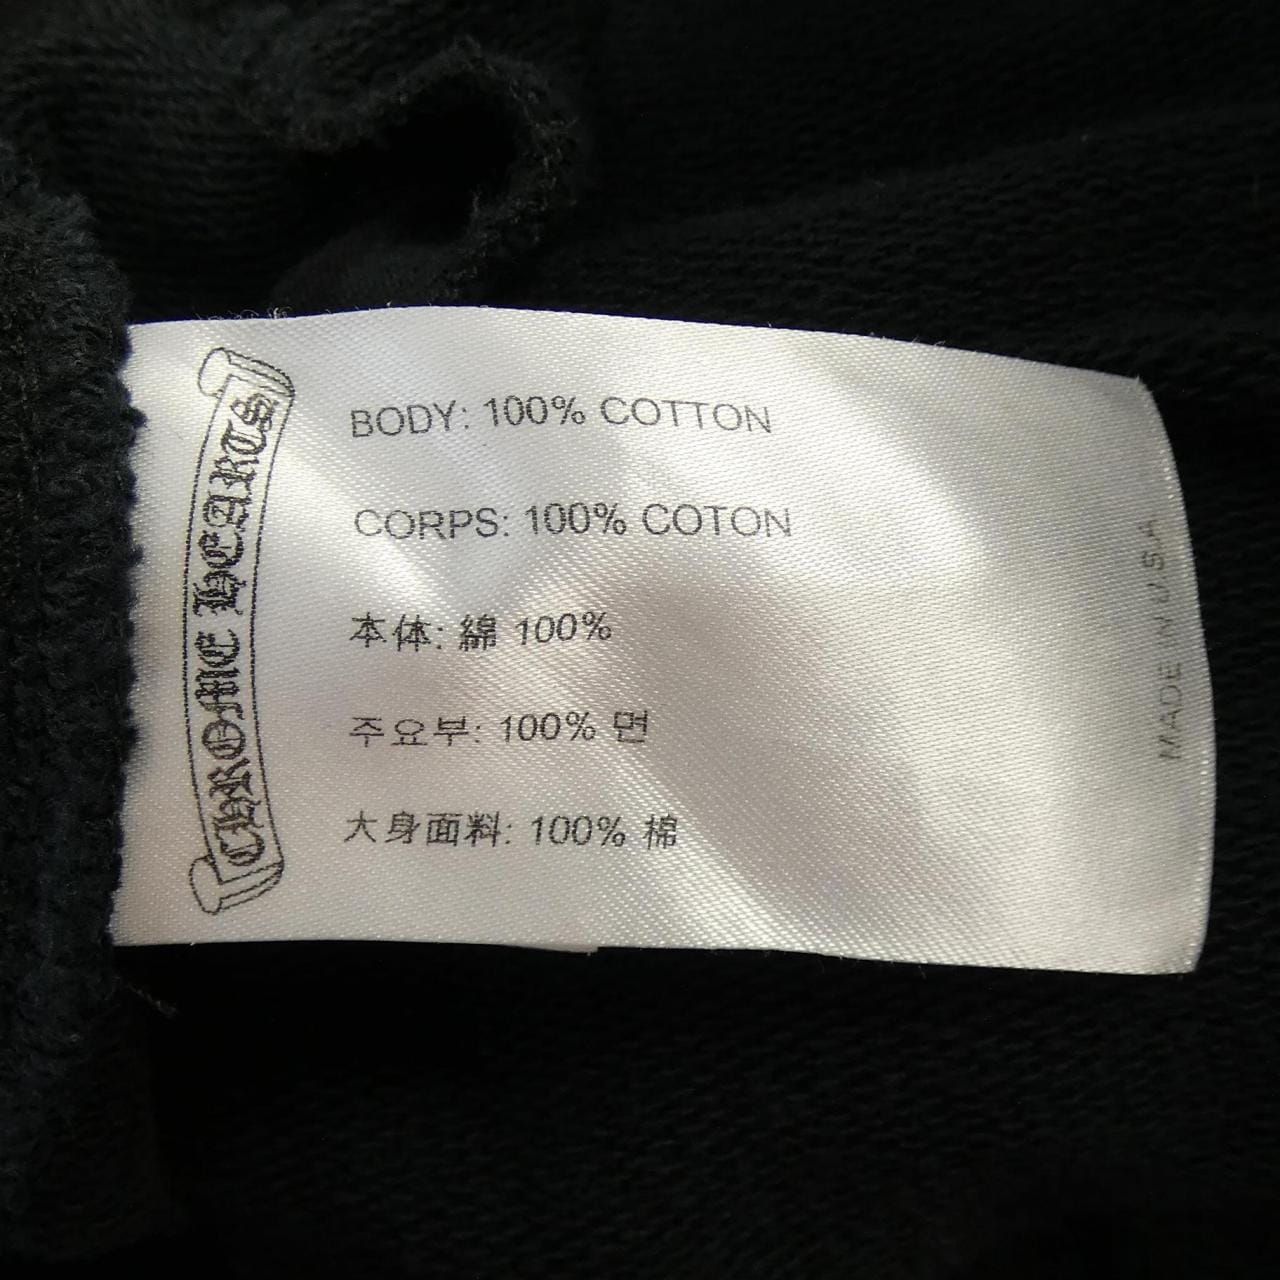 CHROME HEARTS
BODY: 100% COTTON
CORPS: 100% COTON
本体: 綿 100%
주요부: 100% 면
大身面料: 100% 棉
MADE IN USA